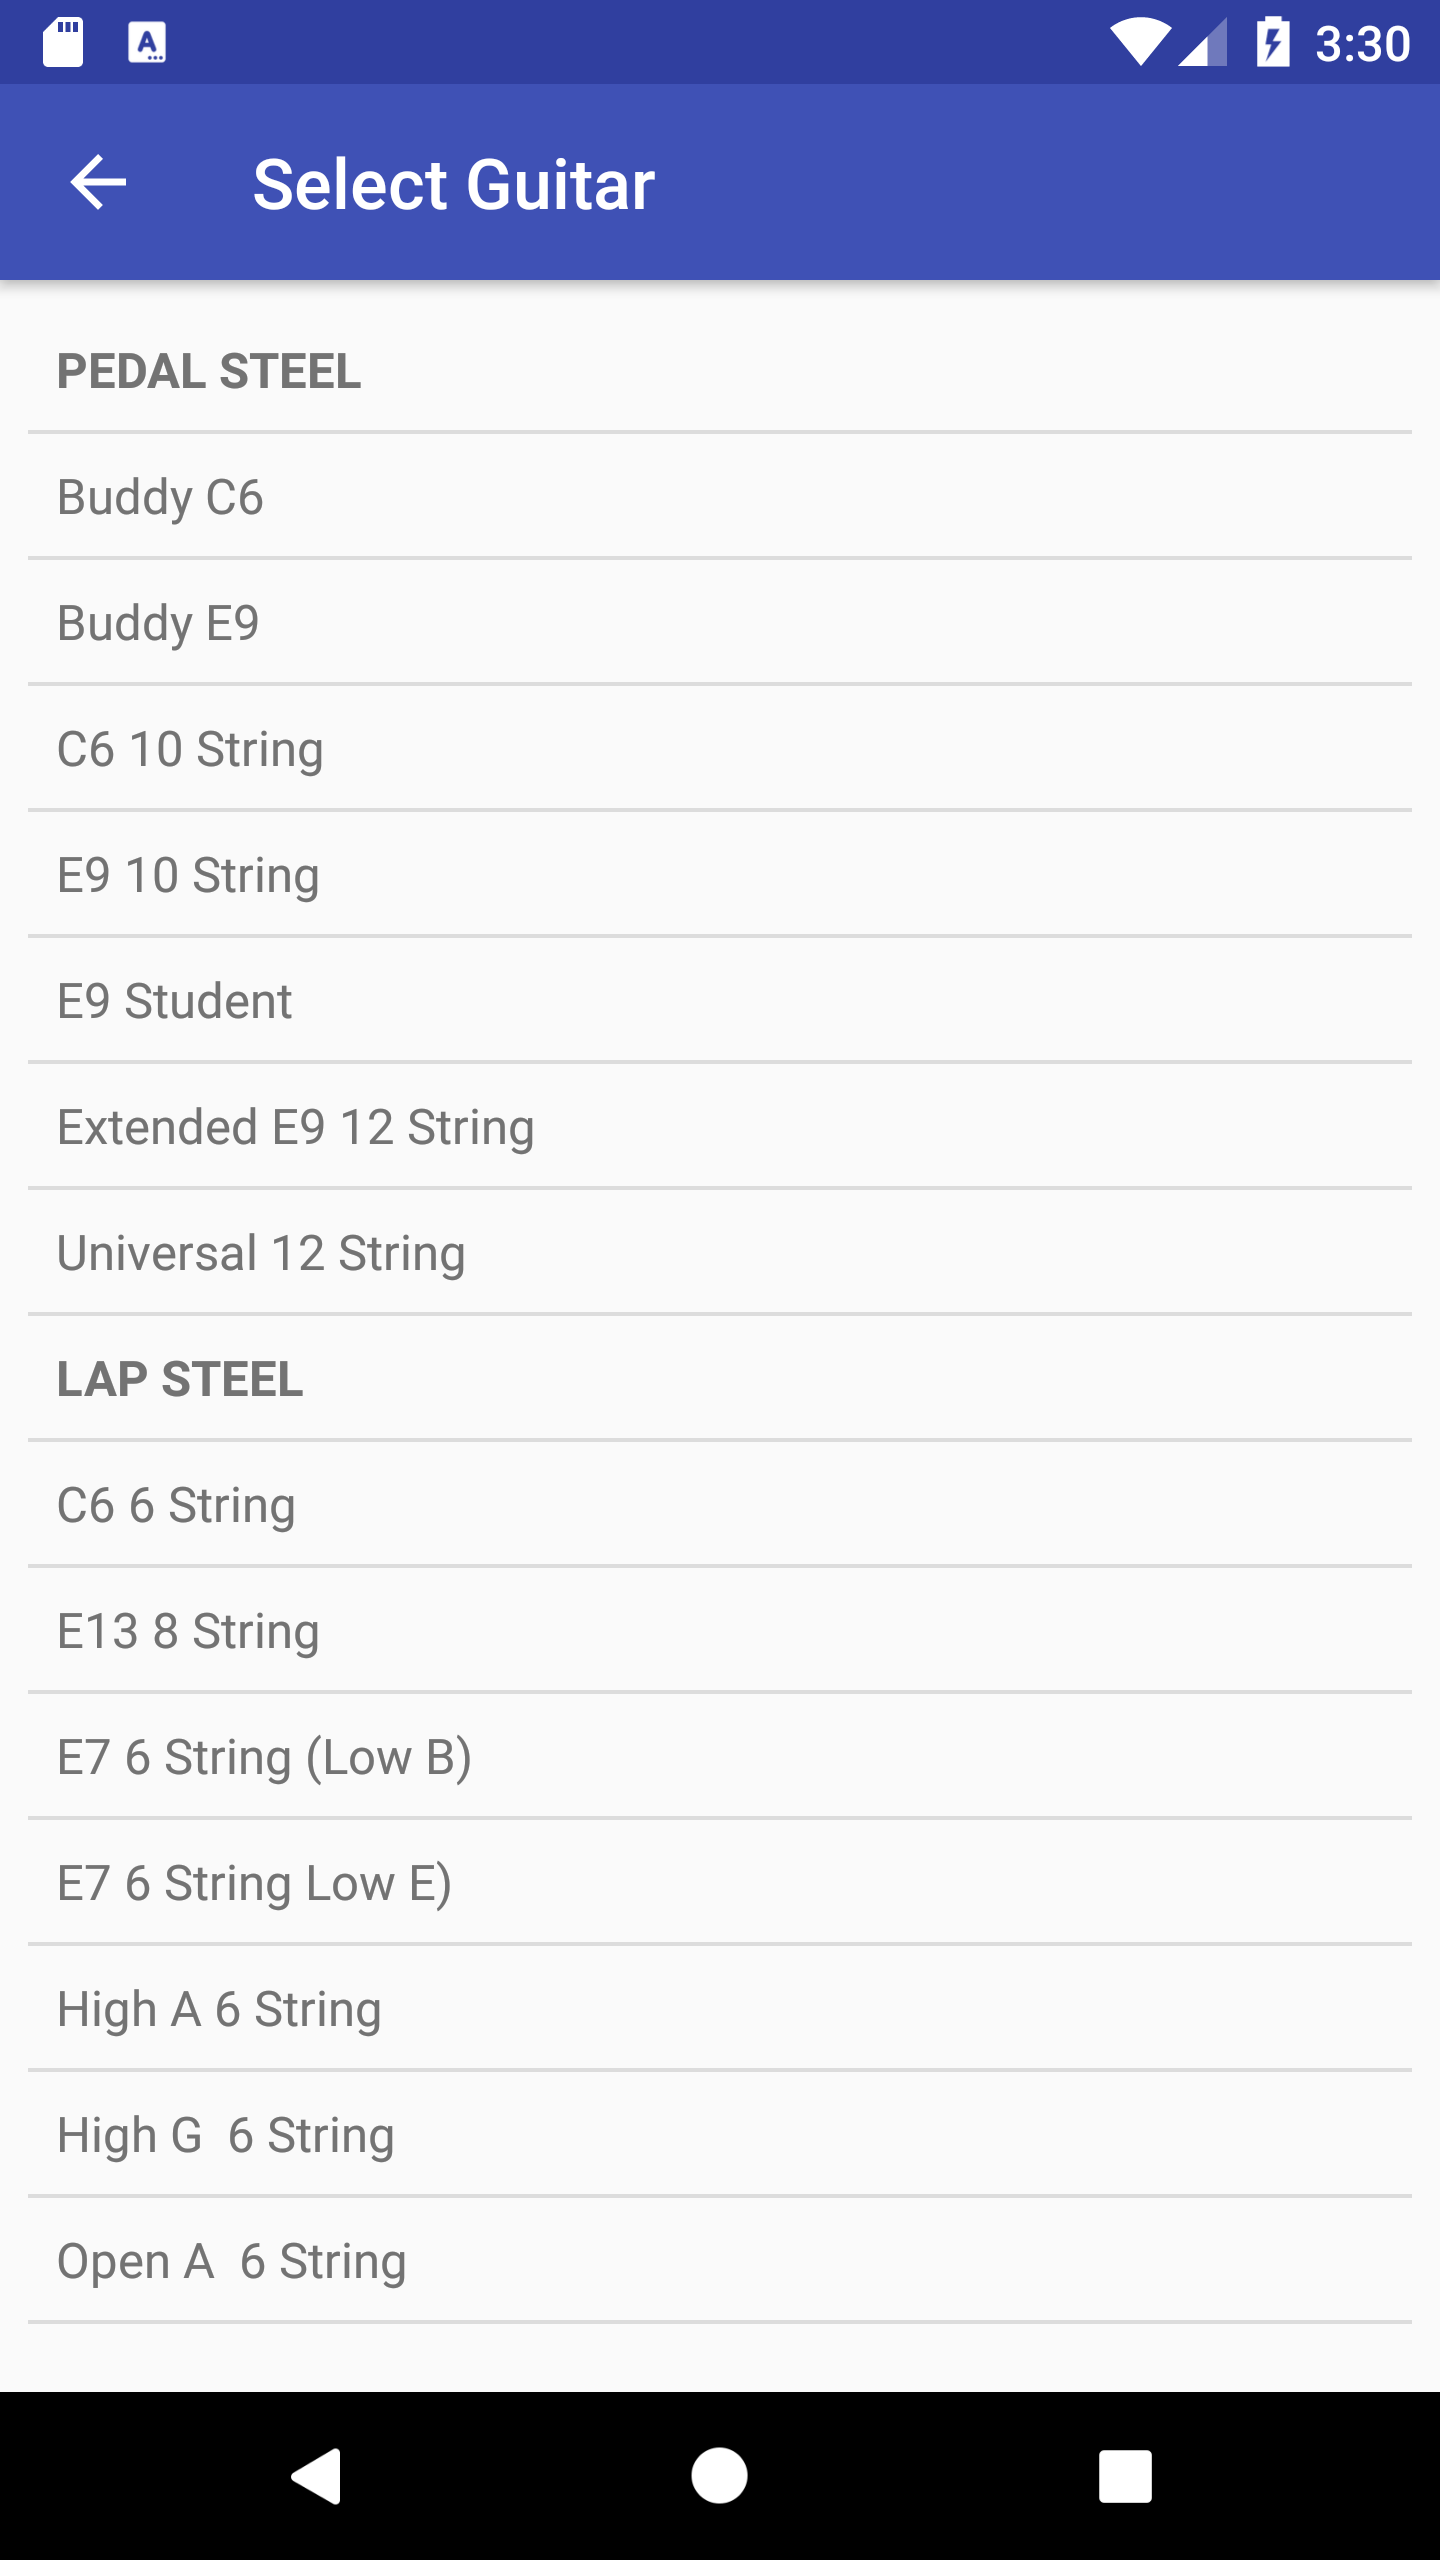 3:30
Select Guitar
PEDAL STEEL
Buddy C6
Buddy E9
C6 10 String
E9 10 String
E9 Student
Extended E9 12 String
Universal 12 String
LAP STEEL
C6 6 String
E13 8 String
E7 6 String (Low B)
E7 6 String Low E)
High A 6 String
High G  6 String
Open A  6 String